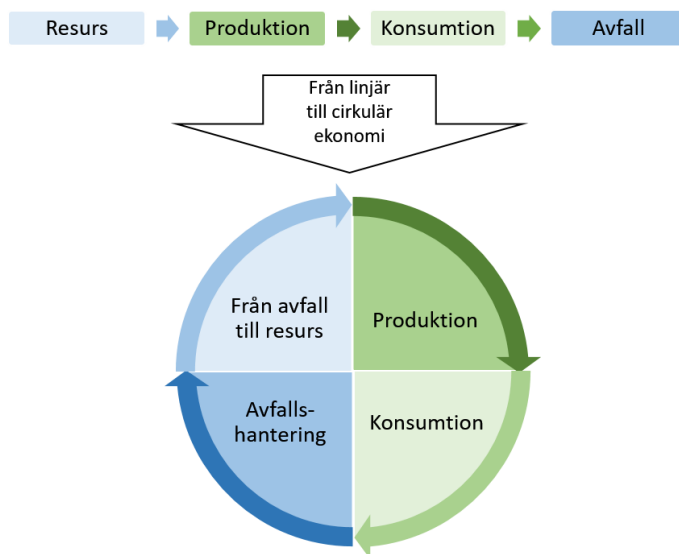 Resurs
Produktion
Konsumtion
Avfall
Från linjär
till cirkulär
ekonomi
Från avfall
till resurs
Produktion
Avfalls-
hantering
Konsumtion